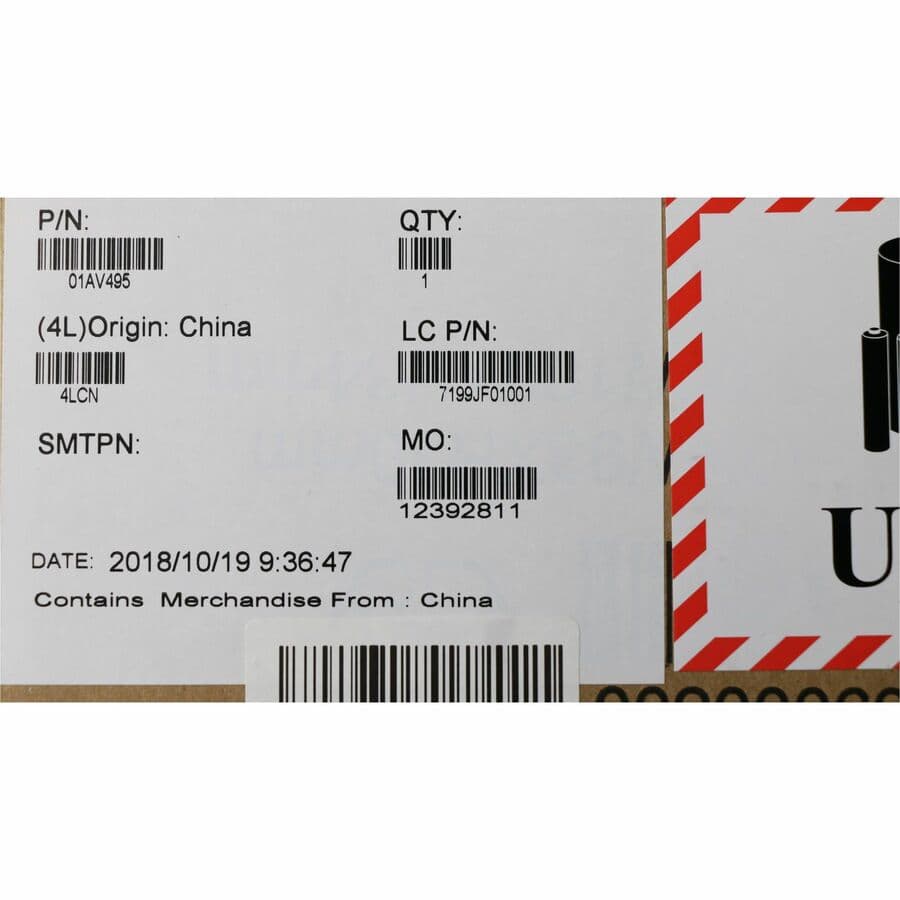 P/N:
01AV495
QTY:
1
(4L)Origin: China
4LCN
LC P/N:
7199JF01001
SMTPN:
MO:
12392811
DATE: 2018/10/19 9:36:47
Contains Merchandise From : China
U